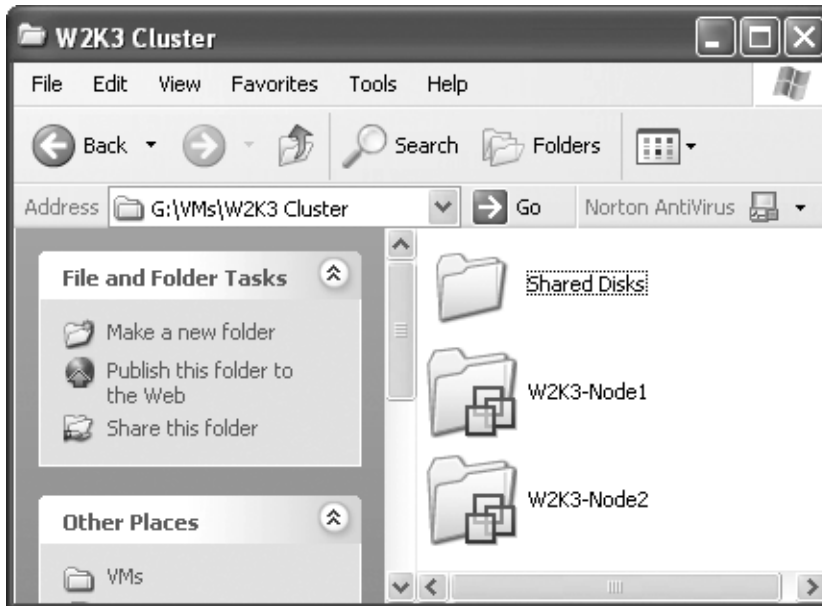 W2K3 Cluster
File Edit View Favorites Tools Help
Back Search Folders
Address G:\VMs\W2K3 Cluster Go Norton AntiVirus
File and Folder Tasks
Make a new folder
Publish this folder to
the Web
Share this folder
Other Places
VMs
Shared Disks
W2K3-Node1
W2K3-Node2